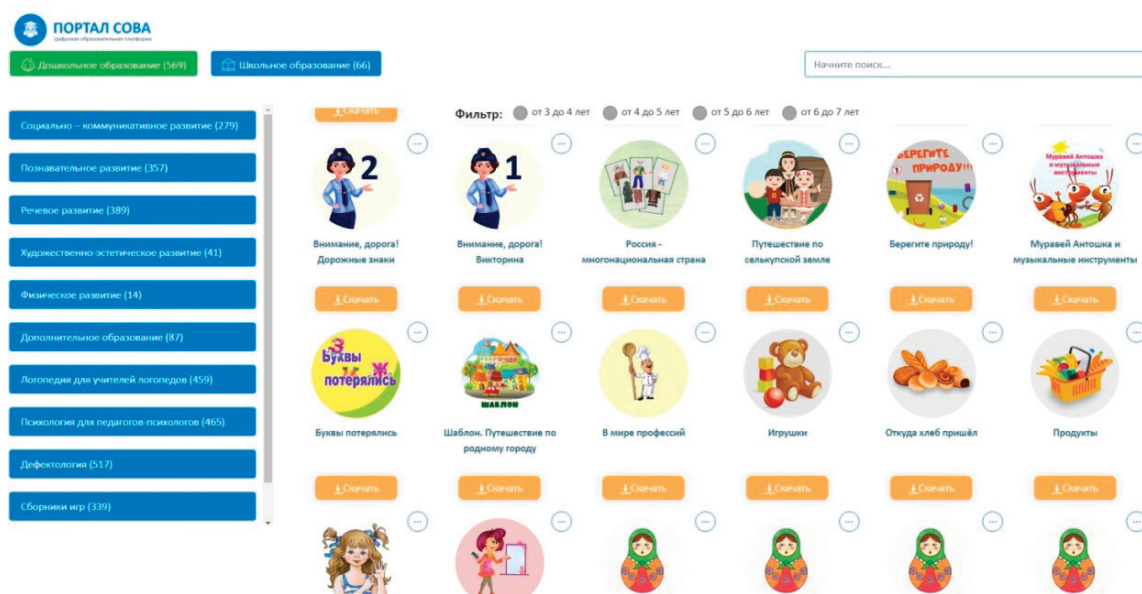 ПОРТАЛ СОВА
Цифровая образовательная платформа
Дошкольное образование (569)
Школьное образование (66)
Начните поиск...
Социально – коммуникативное развитие (279)
Познавательное развитие (357)
Речевое развитие (389)
Художественно-эстетическое развитие (41)
Физическое развитие (14)
Дополнительное образование (87)
Логопедия для учителей логопедов (459)
Психология для педагогов-психологов (465)
Дефектология (517)
Сборники игр (339)
Скачать
Фильтр: от 3 до 4 лет от 4 до 5 лет от 5 до 6 лет от 6 до 7 лет
2
1
БЕРЕГИТЕ
ПРИРОДУ!!!
Муравей Антошка
и музыкальные
инструменты
Внимание, дорога!
Дорожные знаки
Внимание, дорога!
Викторина
Россия -
многонациональная страна
Путешествие по
селькупской земле
Берегите природу!
Муравей Антошка и
музыкальные инструменты
Скачать Скачать Скачать Скачать Скачать Скачать
З
Буквы
Ж
потерялись
ШАБЛОН
Буквы потерялись
Шаблон. Путешествие по
родному городу
В мире профессий
Игрушки
Откуда хлеб пришёл
Продукты
Скачать Скачать Скачать Скачать Скачать Скачать